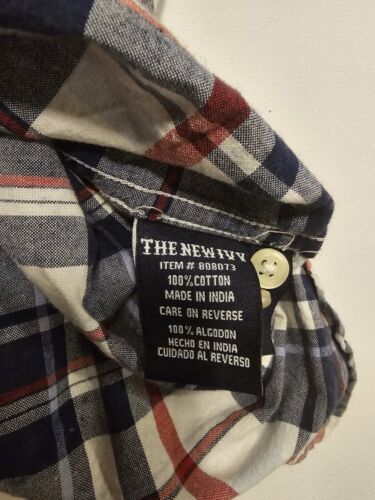 THE NEW IVY
ITEM # 808073
100% COTTON
MADE IN INDIA
CARE ON REVERSE
100% ALGODON
HECHO EN INDIA
CUIDADO AL REVERSO